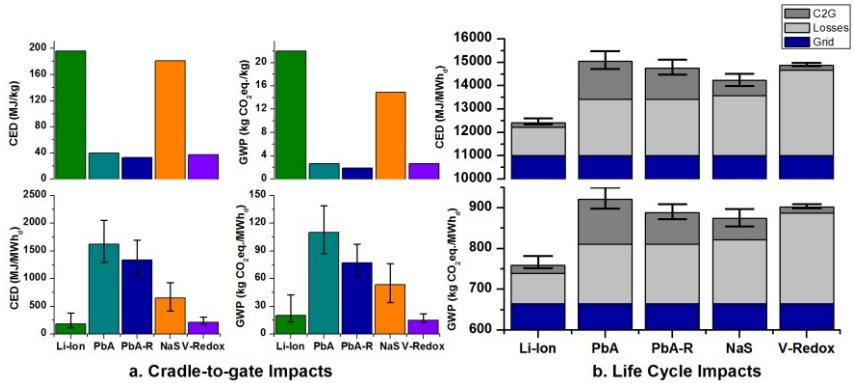 CED (MJ/kg)
200
160
120
80
40
0
GWP (kg CO2eq./kg)
22
16
12
8
4
0
CED (MJ/MWhd)
2500
2000
1500
1000
500
0
Li-Ion PbA PbA-R NaS V-Redox
GWP (kg CO2eq./MWhd)
150
120
90
60
30
0
Li-Ion PbA PbA-R NaS V-Redox
a. Cradle-to-gate Impacts
C2G
Losses
Grid
CED (MJ/MWhd)
16000
15000
14000
13000
12000
11000
10000
GWP (kg CO2eq./MWhd)
900
800
700
600
Li-Ion PbA PbA-R NaS V-Redox
b. Life Cycle Impacts